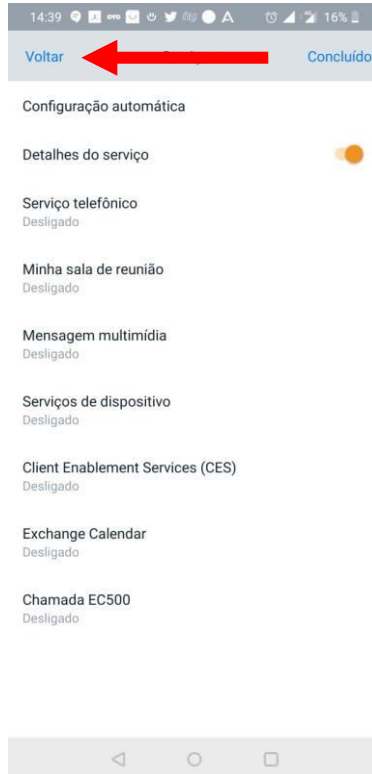 14:39 16%
Voltar Concluído
Configuração automática
Detalhes do serviço
Serviço telefônico
Desligado
Minha sala de reunião
Desligado
Mensagem multimídia
Desligado
Serviços de dispositivo
Desligado
Client Enablement Services (CES)
Desligado
Exchange Calendar
Desligado
Chamada EC500
Desligado